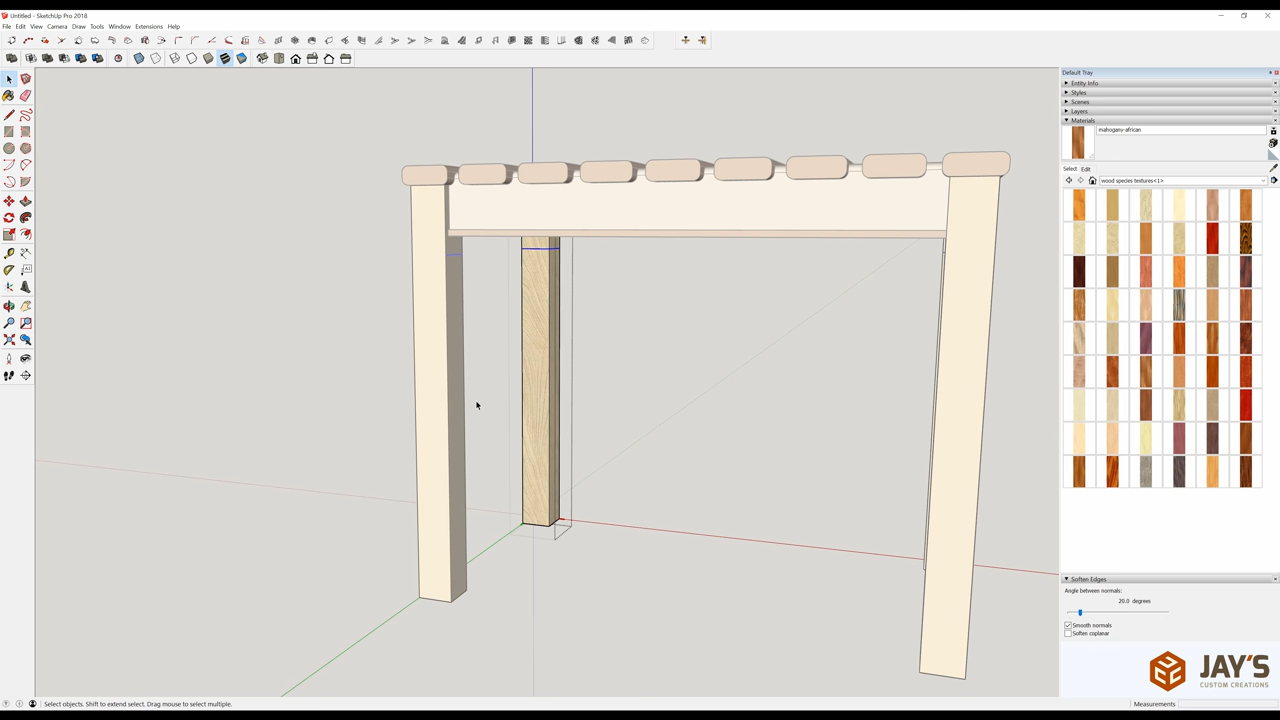 Untitled - SketchUp Pro 2018
File Edit View Camera Draw Tools Window Extensions Help
Default Tray
Entity Info
Styles
Scenes
Layers
Materials
mahogany-african
Select Edit
wood species textures<1>
Soften Edges
Angle between normals:
20.0 degrees
Smooth normals
Soften coplanar
JAY'S
CUSTOM CREATIONS
Select objects. Shift to extend select. Drag mouse to select multiple.
Measurements